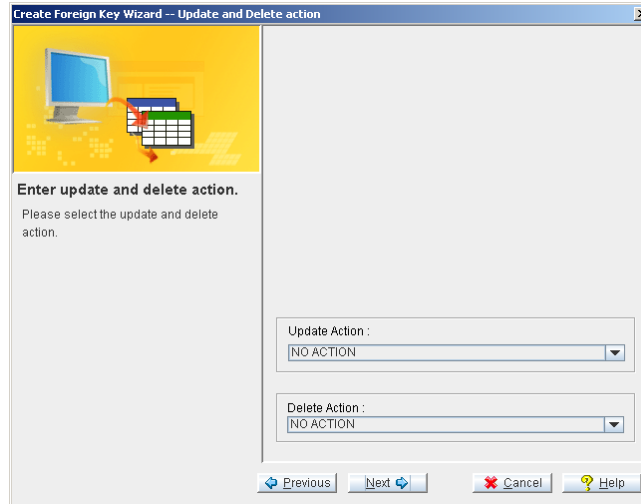 Create Foreign Key Wizard -- Update and Delete action
Enter update and delete action.
Please select the update and delete
action.
Update Action :
NO ACTION
Delete Action :
NO ACTION
Previous
Next
Cancel
Help